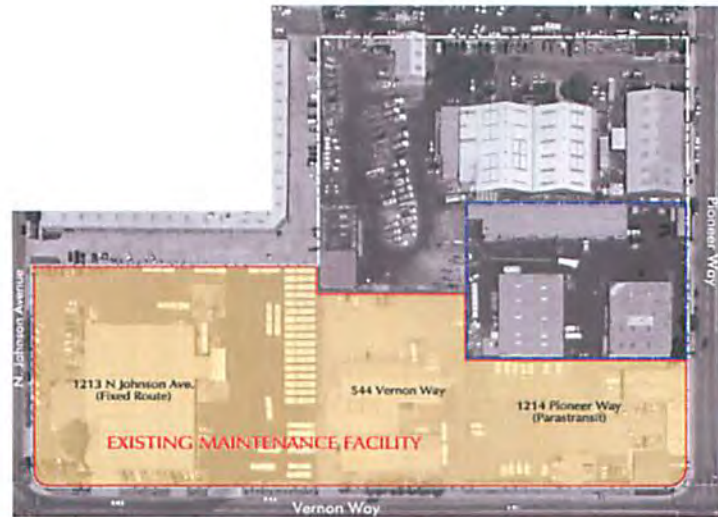 Pioneer Way
N Johnson Avenue
1213 N Johnson Ave.
(Fixed Route)
544 Vernon Way
1214 Pioneer Way
(Parastransit)
EXISTING MAINTENANCE FACILITY
Vernon Way